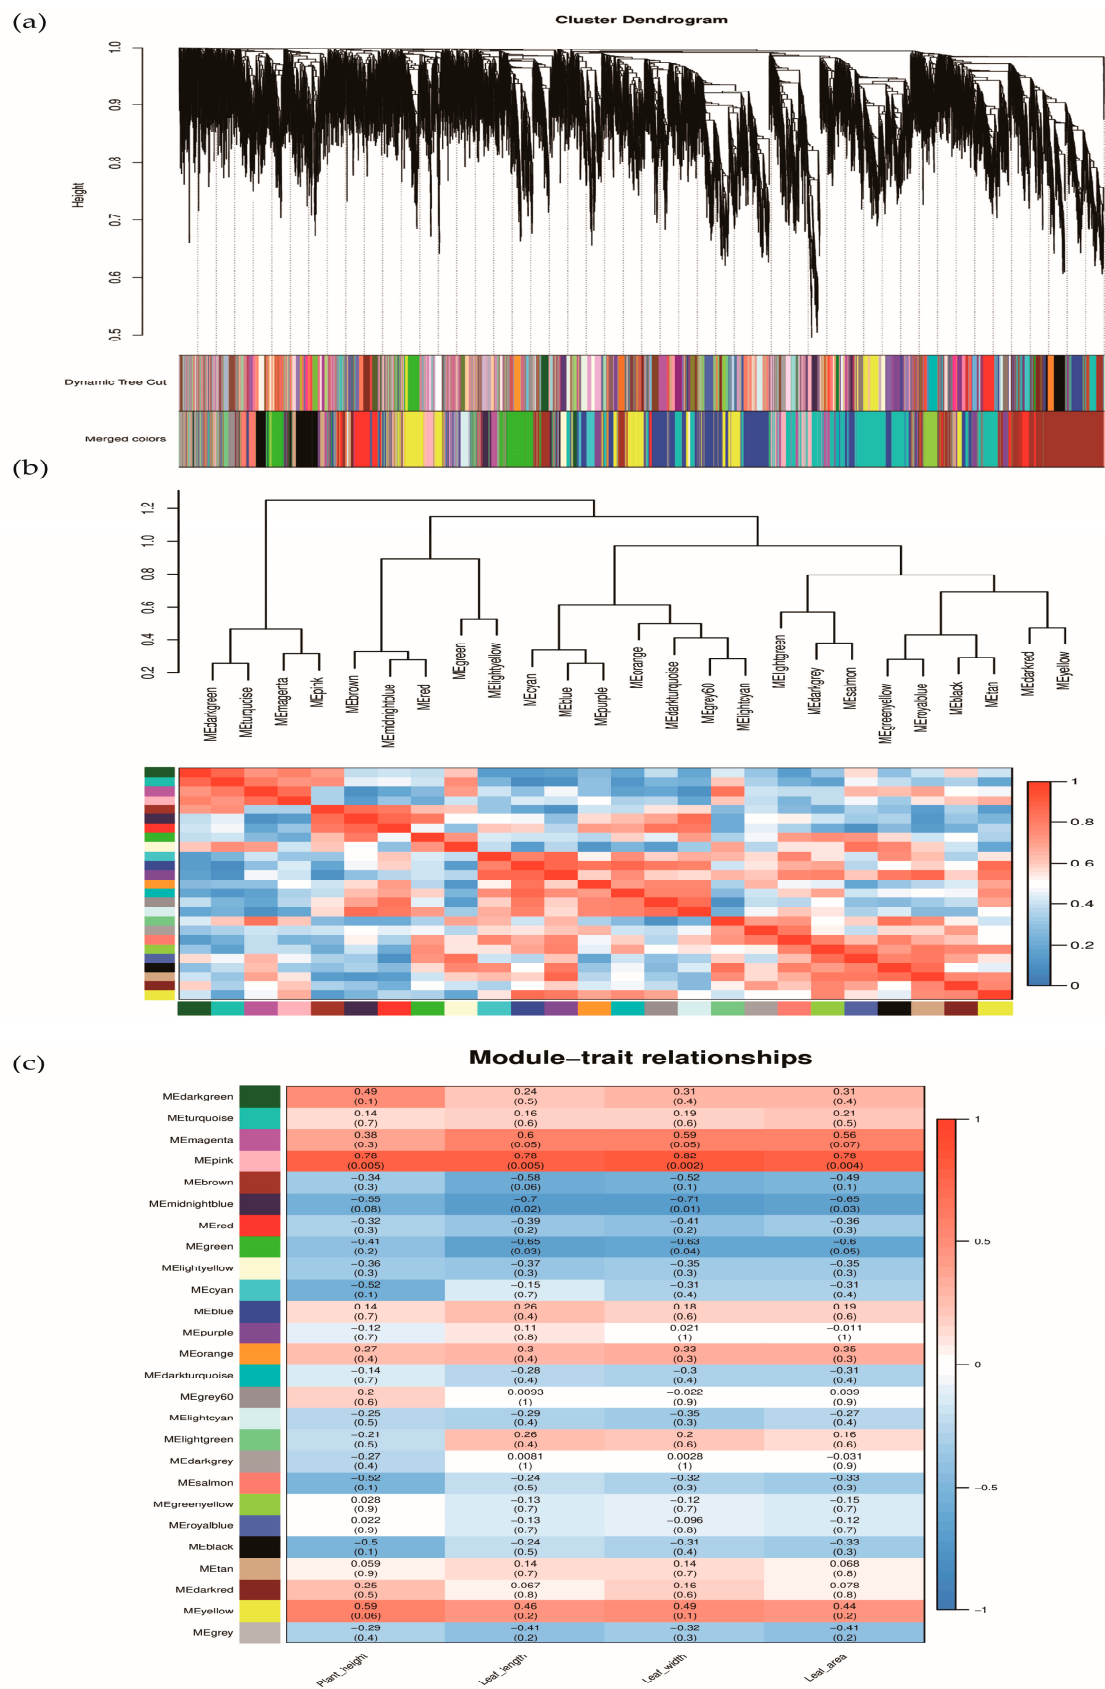 (a)
Cluster Dendrogram
Height
1.0
0.9
0.8
0.7
0.6
0.5
Dynamic Tree Cut
Merged colors
(b)
1.2
1.0
0.8
0.6
0.4
0.2
MEdarkgreen
MEturquoise
MEmagenta
MEpink
MEbrown
MEmidnightblue
MEred
MEgreen
MElightyellow
MEcyan
MEblue
MEpurple
MEorange
MEdarkturquoise
MEgrey60
MElightcyan
MElightgreen
MEdarkgrey
MEsalmon
MEgreenyellow
MEroyalblue
MEblack
MEtan
MEdarkred
MEyellow
1
0.8
0.6
0.4
0.2
0
(c)
Module–trait relationships
MEdarkgreen 0.49 0.24 0.31 0.31
(0.1) (0.5) (0.4) (0.4)
MEturquoise 0.14 0.16 0.19 0.21
(0.7) (0.6) (0.6) (0.5)
MEmagenta 0.38 0.6 0.59 0.56
(0.3) (0.05) (0.05) (0.07)
MEpink 0.78 0.78 0.82 0.78
(0.005) (0.005) (0.002) (0.004)
MEbrown −0.34 −0.58 −0.52 −0.49
(0.3) (0.06) (0.1) (0.1)
MEmidnightblue −0.55 −0.7 −0.71 −0.65
(0.08) (0.02) (0.01) (0.03)
MEred −0.32 −0.39 −0.41 −0.36
(0.3) (0.2) (0.2) (0.3)
MEgreen −0.41 −0.65 −0.63 −0.6
(0.2) (0.03) (0.04) (0.05)
MElightyellow −0.36 −0.37 −0.35 −0.35
(0.3) (0.3) (0.3) (0.3)
MEcyan −0.52 −0.15 −0.31 −0.31
(0.1) (0.7) (0.4) (0.4)
MEblue 0.14 0.26 0.18 0.19
(0.7) (0.4) (0.6) (0.6)
MEpurple −0.12 0.11 0.021 −0.011
(0.7) (0.8) (1) (1)
MEorange 0.27 0.3 0.33 0.35
(0.4) (0.4) (0.3) (0.3)
MEdarkturquoise −0.14 −0.28 −0.3 −0.31
(0.7) (0.4) (0.4) (0.4)
MEgrey60 0.2 0.0093 −0.022 0.039
(0.6) (1) (0.9) (0.9)
MElightcyan −0.25 −0.29 −0.35 −0.27
(0.5) (0.4) (0.3) (0.4)
MElightgreen −0.21 0.26 0.2 0.16
(0.5) (0.4) (0.6) (0.6)
MEdarkgrey −0.27 0.0081 0.0028 −0.031
(0.4) (1) (1) (0.9)
MEsalmon −0.52 −0.24 −0.32 −0.33
(0.1) (0.5) (0.3) (0.3)
MEgreenyellow 0.028 −0.13 −0.12 −0.15
(0.9) (0.7) (0.7) (0.7)
MEroyalblue 0.022 −0.13 −0.096 −0.12
(0.9) (0.7) (0.8) (0.7)
MEblack −0.5 −0.24 −0.31 −0.33
(0.1) (0.5) (0.4) (0.3)
MEtan 0.059 0.14 0.14 0.068
(0.9) (0.7) (0.7) (0.8)
MEdarkred 0.25 0.067 0.16 0.078
(0.5) (0.8) (0.6) (0.8)
MEyellow 0.59 0.46 0.49 0.44
(0.06) (0.2) (0.1) (0.2)
MEgrey −0.29 −0.41 −0.32 −0.41
(0.4) (0.2) (0.3) (0.2)
Plant_height
Leaf_length
Leaf_width
Leaf_area
1
0.5
0
−0.5
−1